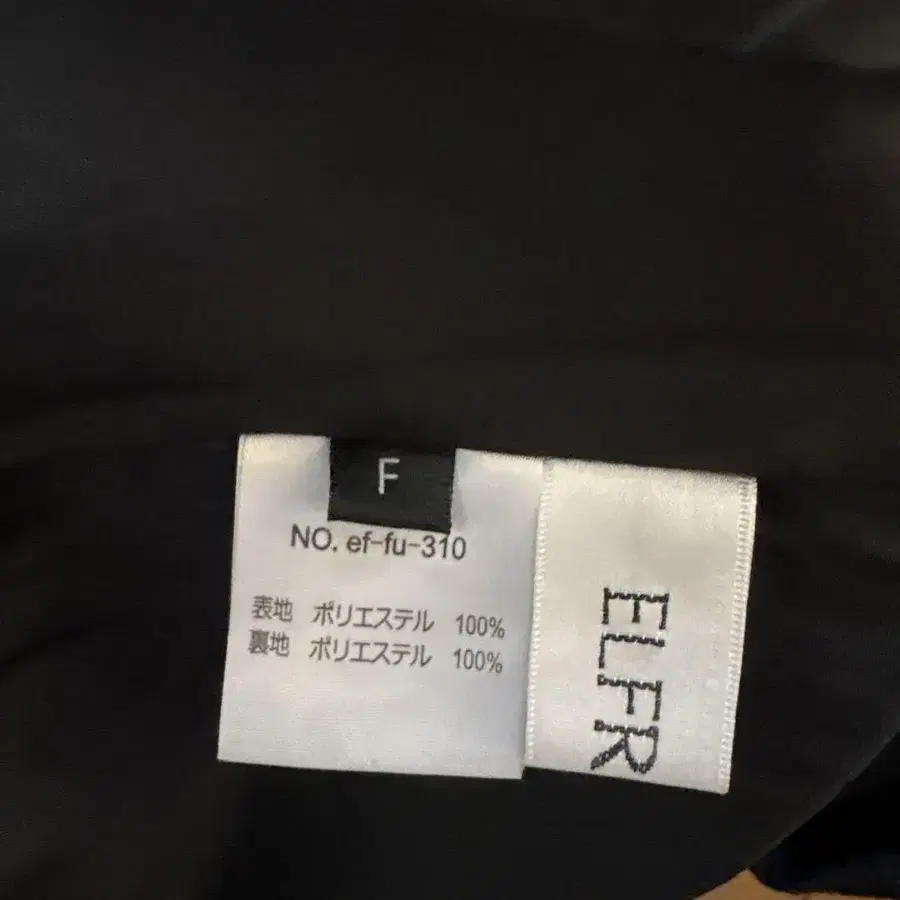 F
NO. ef-fu-310
表地 ポリエステル 100%
裏地 ポリエステル 100%
ELFR